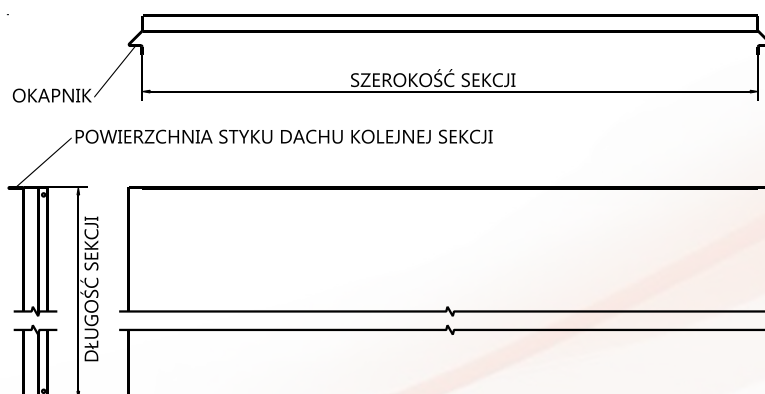 SZEROKOŚĆ SEKCJI
OKAPNIK
POWIERZCHNIA STYKU DACHU KOLEJNEJ SEKCJI
DŁUGOŚĆ SEKCJI